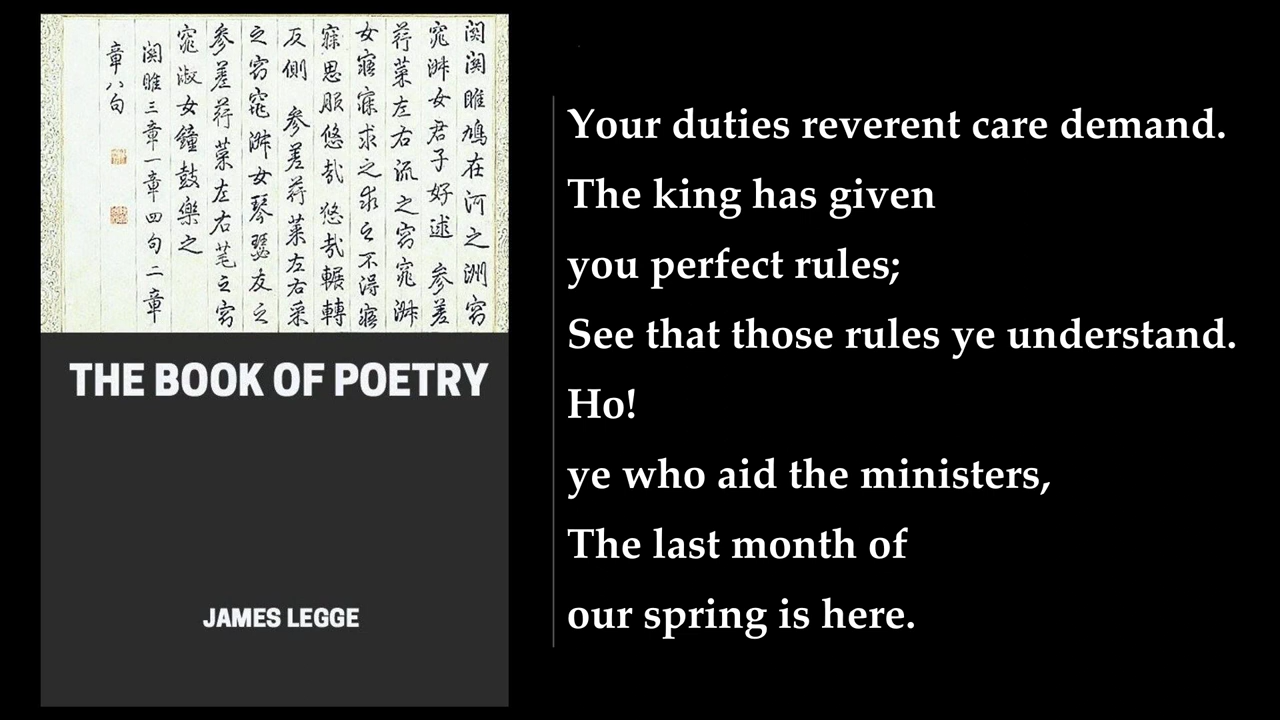 関関雎鳩在河之洲窈
窕淑女君子好逑 参差
荇菜左右流之窈窕淑
女寤寐求之求之不得寤
寐思服悠哉悠哉輾轉
反側 参差荇菜左右采
之窈窕淑女琴瑟友之
参差荇菜左右芼之窈
窕淑女鐘鼓樂之
関雎三章一章四句二章
章八句
THE BOOK OF POETRY
JAMES LEGGE
Your duties reverent care demand.
The king has given
you perfect rules;
See that those rules ye understand.
Ho!
ye who aid the ministers,
The last month of
our spring is here.